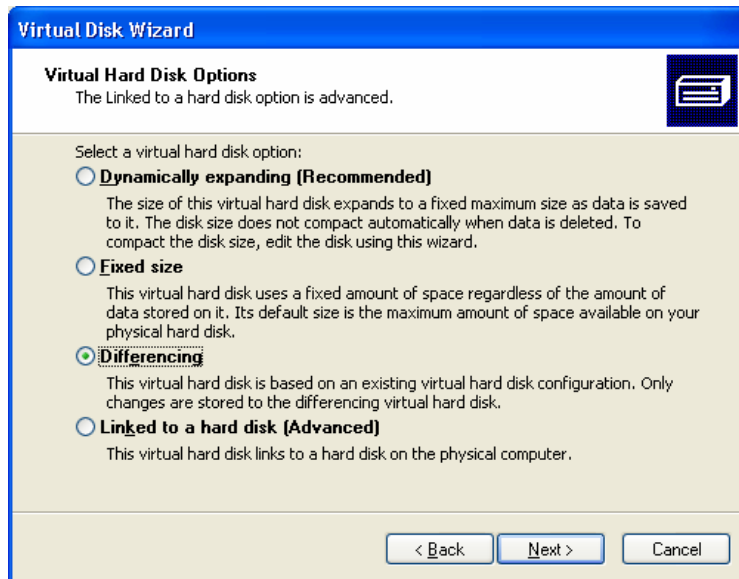 Virtual Disk Wizard
Virtual Hard Disk Options
The Linked to a hard disk option is advanced.
Select a virtual hard disk option:
Dynamically expanding (Recommended)
The size of this virtual hard disk expands to a fixed maximum size as data is saved
to it. The disk size does not compact automatically when data is deleted. To
compact the disk size, edit the disk using this wizard.
Fixed size
This virtual hard disk uses a fixed amount of space regardless of the amount of
data stored on it. Its default size is the maximum amount of space available on your
physical hard disk.
Differencing
This virtual hard disk is based on an existing virtual hard disk configuration. Only
changes are stored to the differencing virtual hard disk.
Linked to a hard disk (Advanced)
This virtual hard disk links to a hard disk on the physical computer.
< Back Next > Cancel